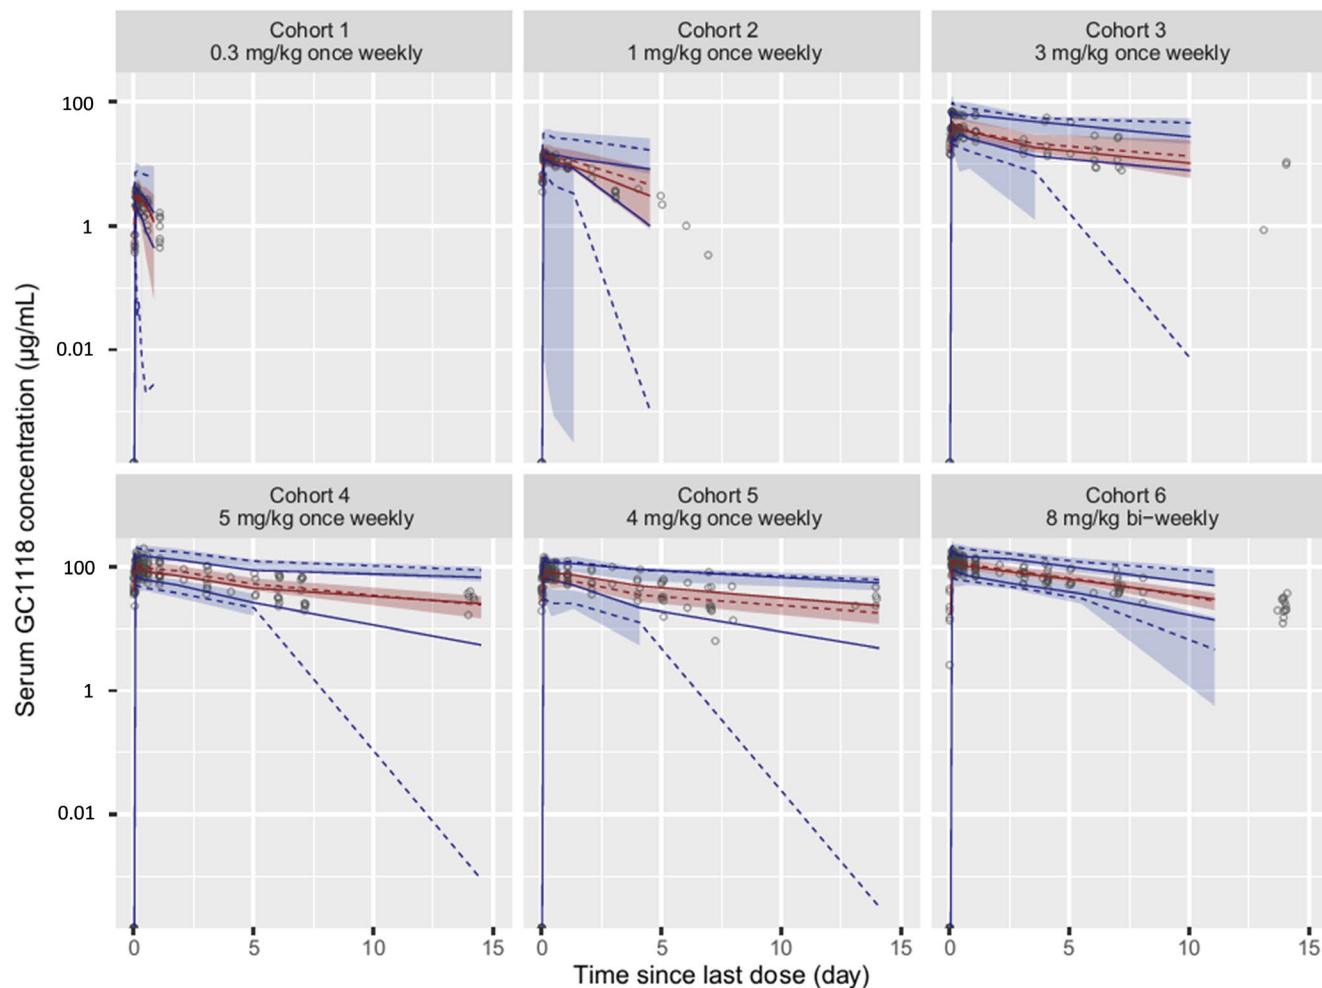 Cohort 1
0.3 mg/kg once weekly
Cohort 2
1 mg/kg once weekly
Cohort 3
3 mg/kg once weekly
100
1
0.01
Serum GC1118 concentration (µg/mL)
Cohort 4
5 mg/kg once weekly
Cohort 5
4 mg/kg once weekly
Cohort 6
8 mg/kg bi−weekly
100
1
0.01
0 5 10 15
0 5 10 15
0 5 10 15
Time since last dose (day)